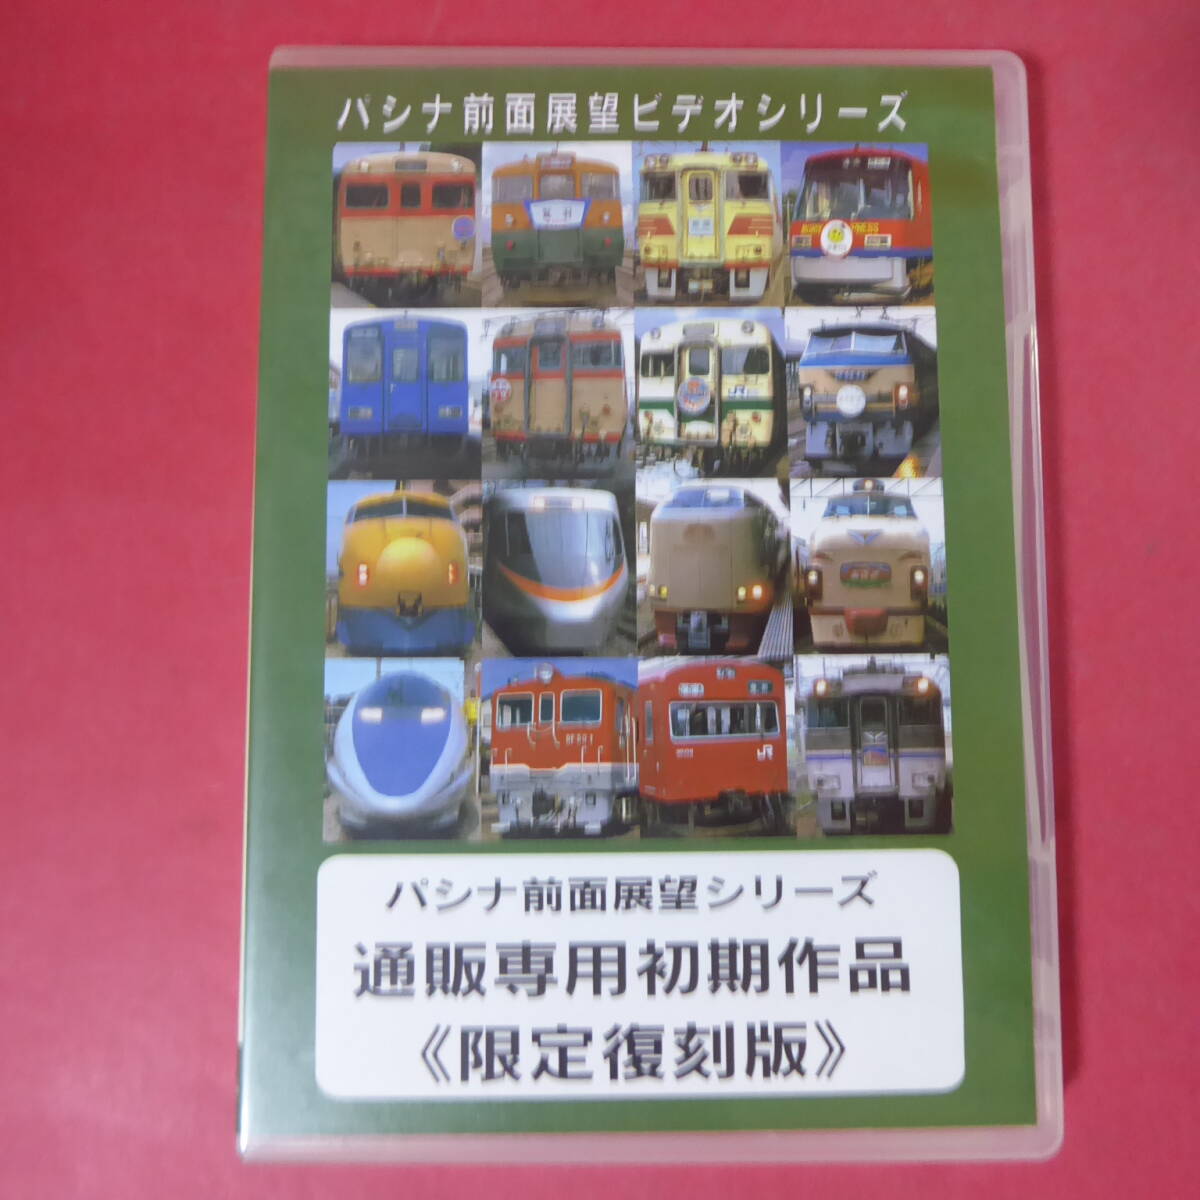 パシナ前面展望ビデオシリーズ
JR
パシナ前面展望シリーズ
通販専用初期作品
《限定復刻版》